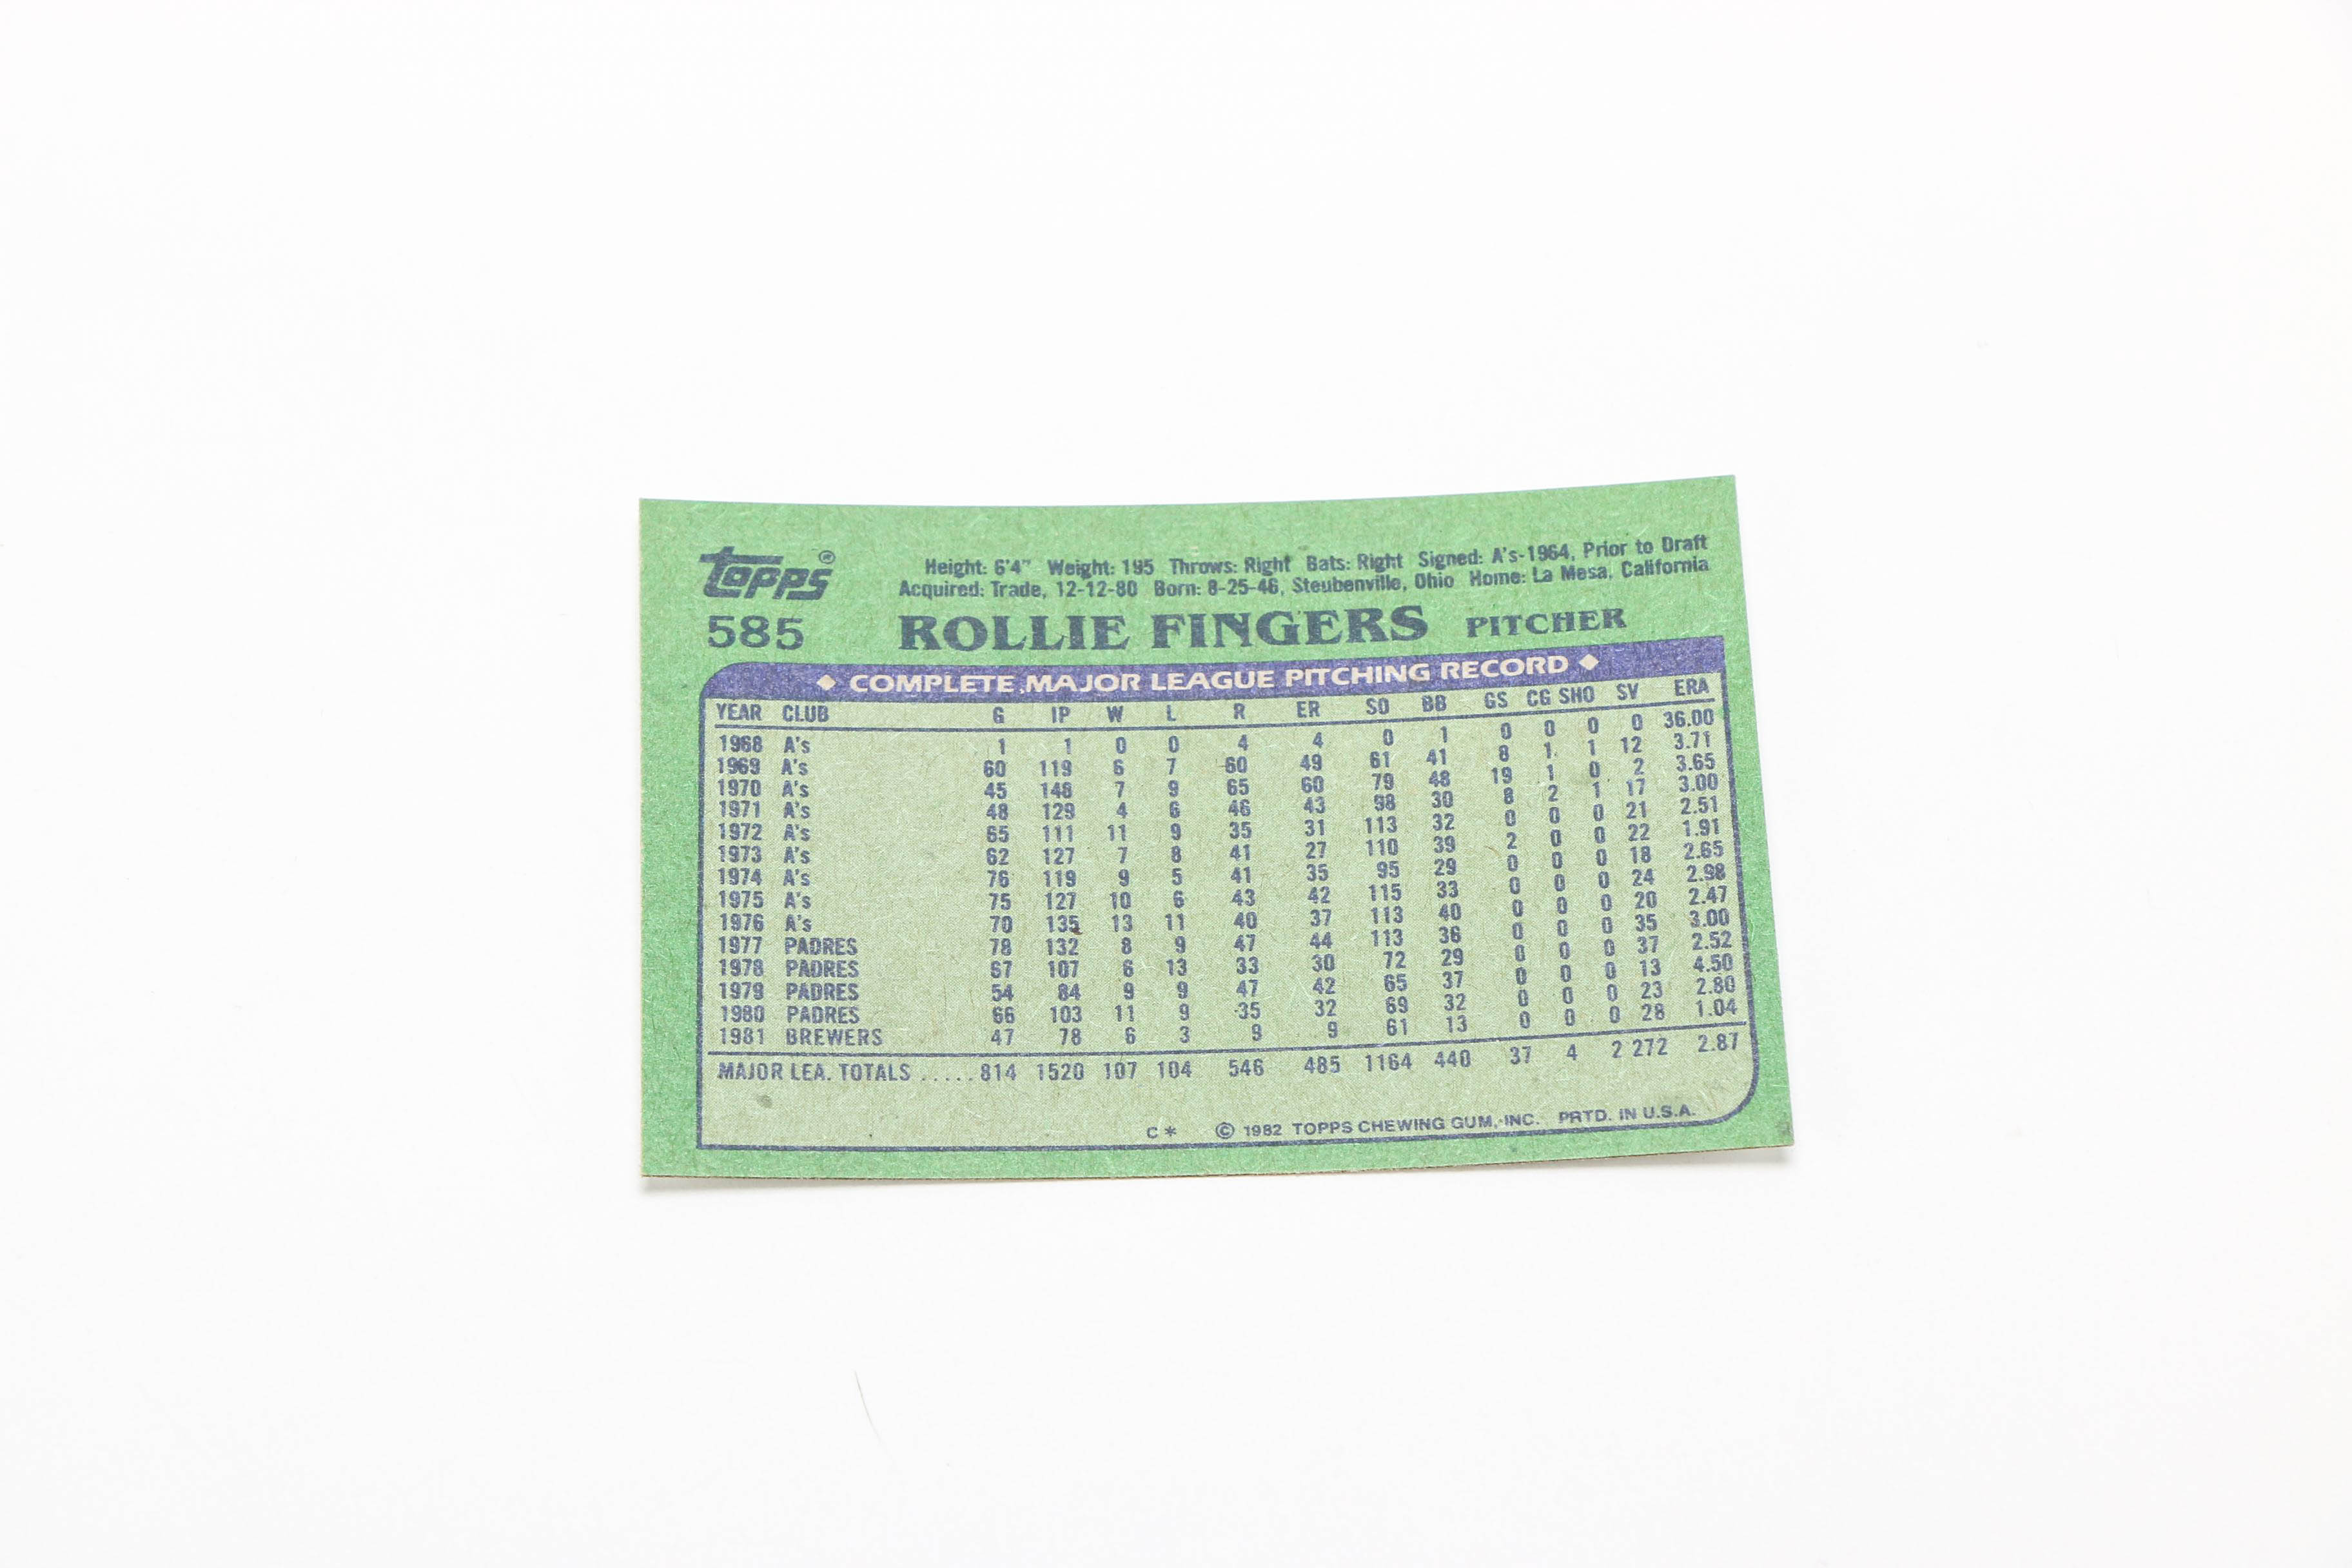 Topps®
Height: 6'4" Weight: 195 Throws: Right Bats: Right Signed: A's-1964, Prior to Draft
Acquired: Trade, 12-12-80 Born: 8-25-46, Steubenville, Ohio Home: La Mesa, California
585 ROLLIE FINGERS PITCHER
◆ COMPLETE MAJOR LEAGUE PITCHING RECORD ◆
YEAR CLUB G IP W L R ER SO BB GS CG SHO SV ERA
1968 A's 1 1 0 0 4 4 0 1 0 0 0 0 36.00
1969 A's 60 119 6 7 60 49 61 41 8 1 1 12 3.71
1970 A's 45 148 7 9 65 60 79 48 19 1 0 2 3.65
1971 A's 48 129 4 6 46 43 98 30 8 2 1 17 3.00
1972 A's 65 111 11 9 35 31 113 32 0 0 0 21 2.51
1973 A's 62 127 7 8 41 27 110 39 2 0 0 22 1.91
1974 A's 76 119 9 5 41 35 95 29 0 0 0 18 2.65
1975 A's 75 127 10 6 43 42 115 33 0 0 0 24 2.98
1976 A's 70 135 13 11 40 37 113 40 0 0 0 20 2.47
1977 PADRES 78 132 8 9 47 44 113 36 0 0 0 35 3.00
1978 PADRES 67 107 6 13 33 30 72 29 0 0 0 37 2.52
1979 PADRES 54 84 9 9 47 42 65 37 0 0 0 13 4.50
1980 PADRES 66 103 11 9 35 32 69 32 0 0 0 23 2.80
1981 BREWERS 47 78 6 3 9 9 61 13 0 0 0 28 1.04
MAJOR LEA. TOTALS .....814 1520 107 104 546 485 1164 440 37 4 2 272 2.87
C* © 1982 TOPPS CHEWING GUM, INC. PRTD. IN U.S.A.